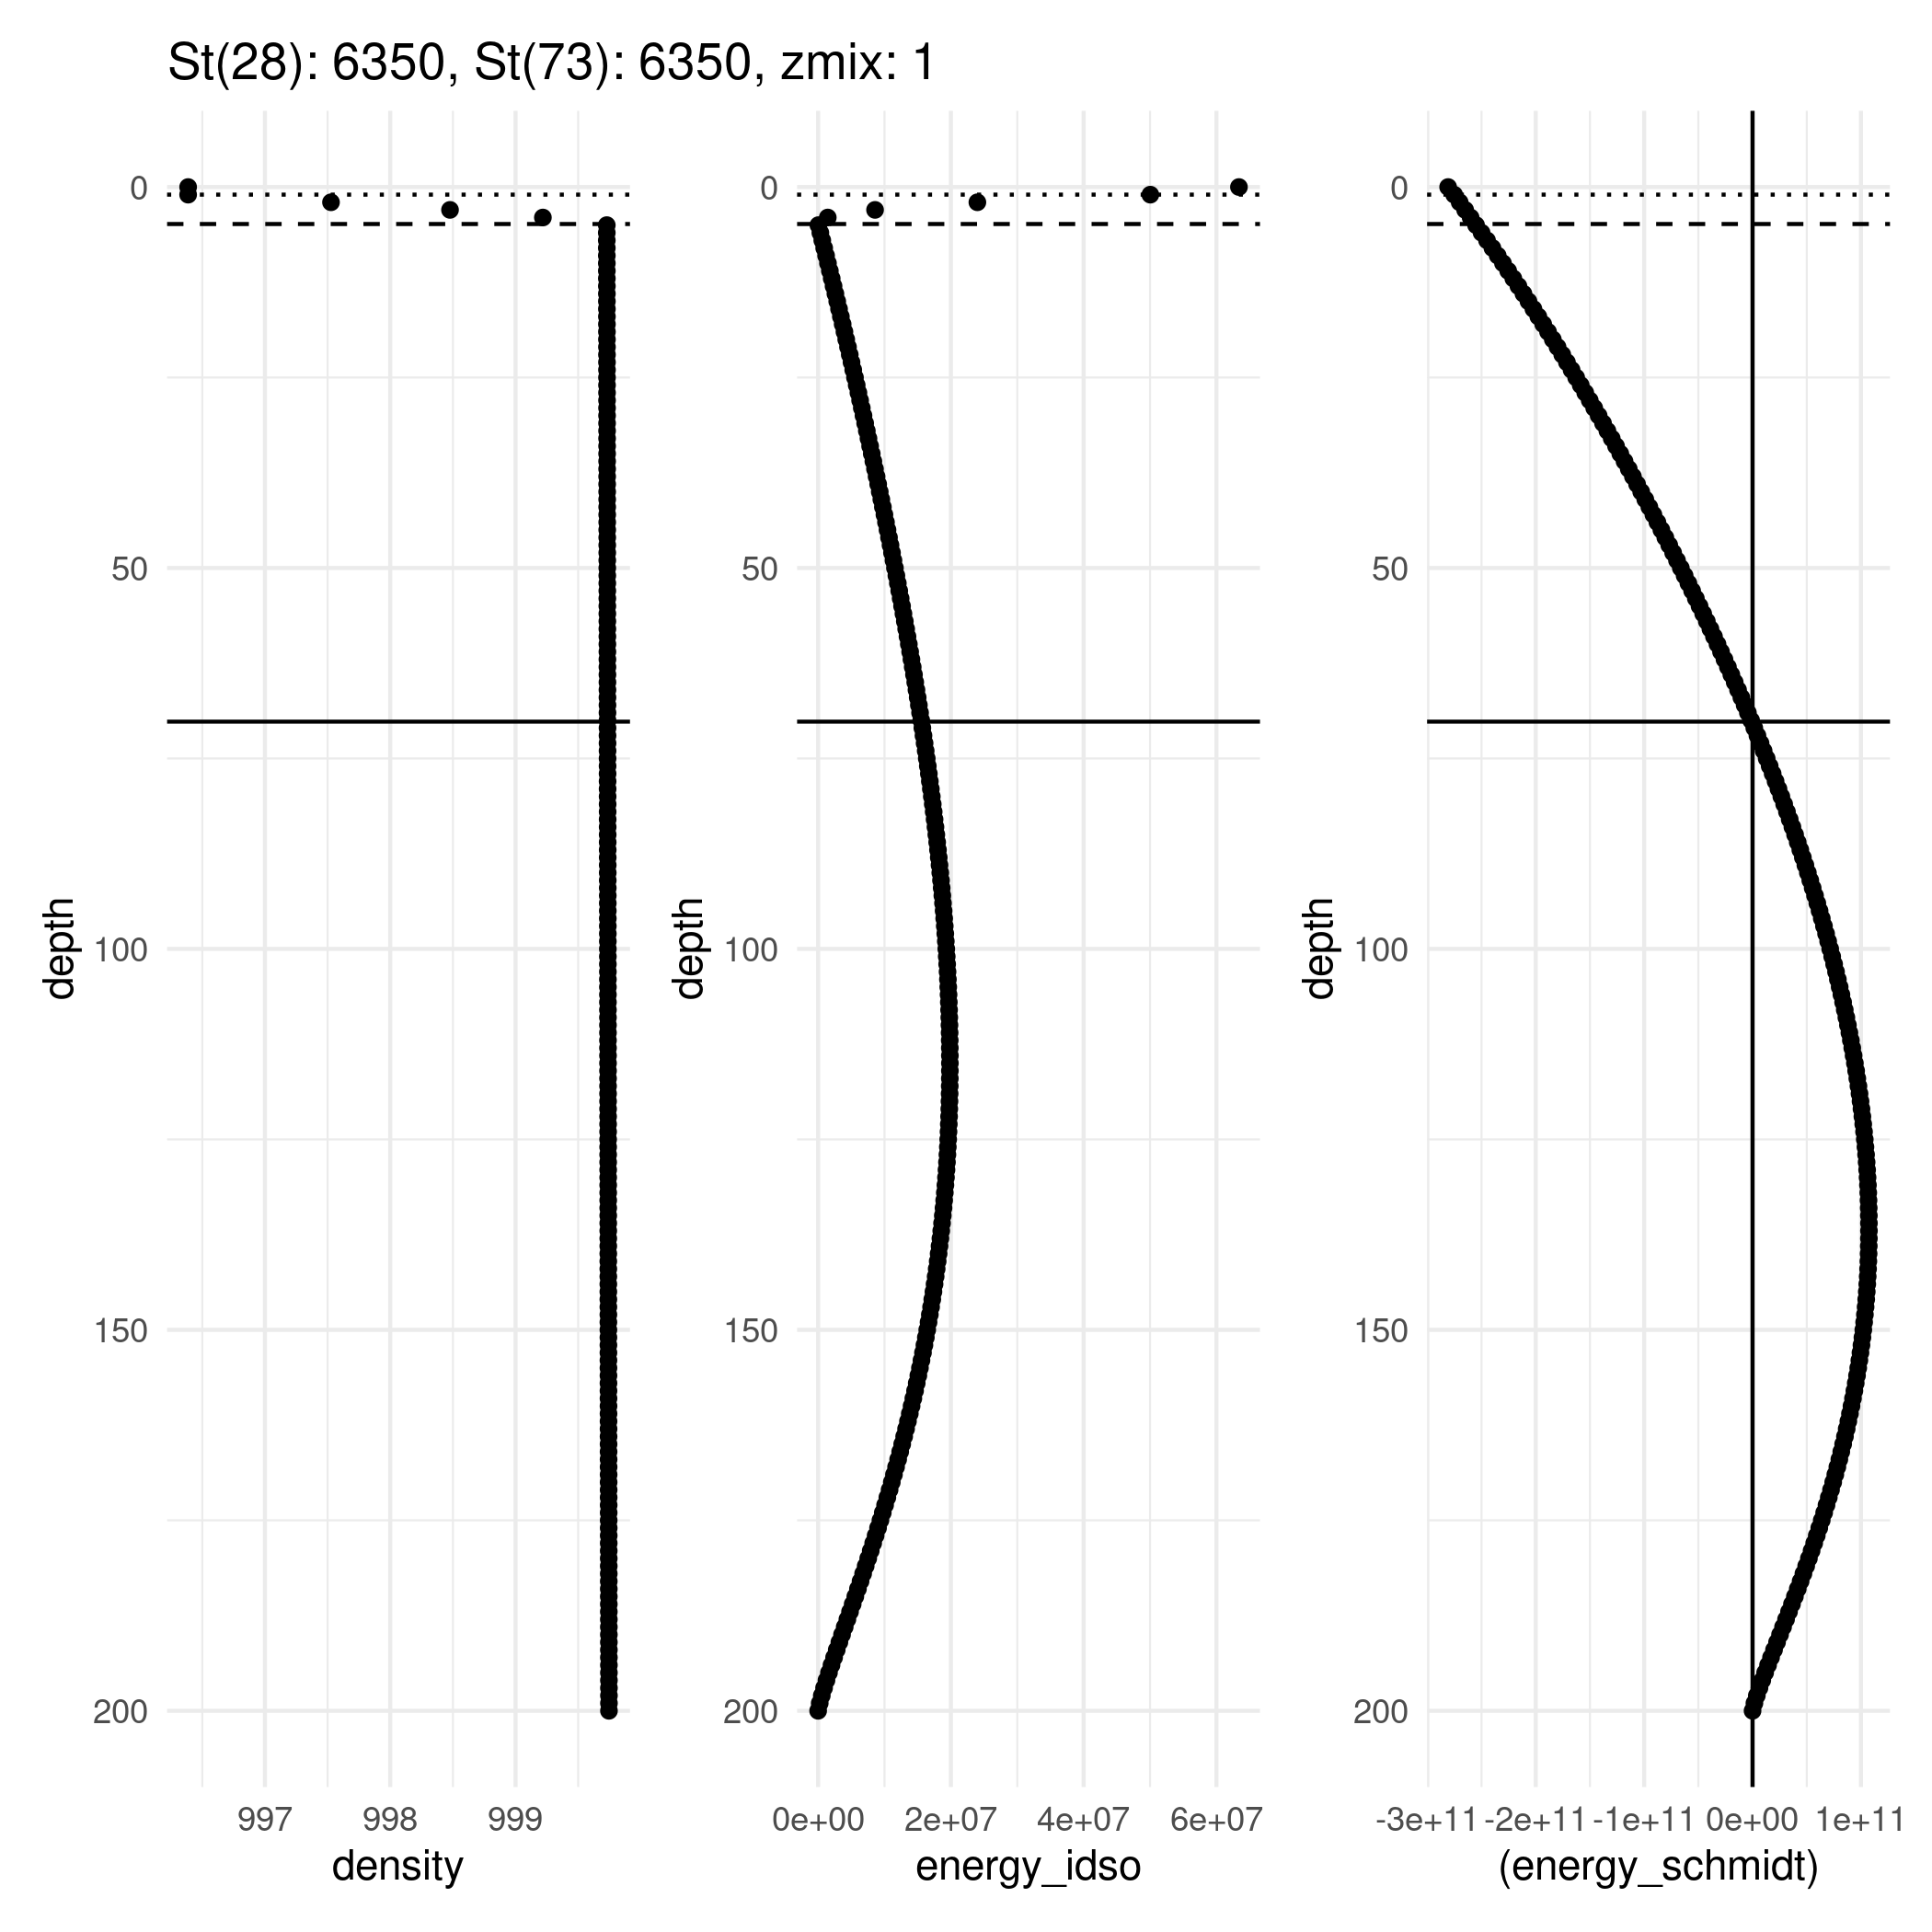 St(28): 6350, St(73): 6350, zmix: 1
depth
0
50
100
150
200
997 998 999
density
depth
0
50
100
150
200
0e+00 2e+07 4e+07 6e+07
energy_idso
depth
0
50
100
150
200
-3e+11 -2e+11 -1e+11 0e+00 1e+11
(energy_schmidt)